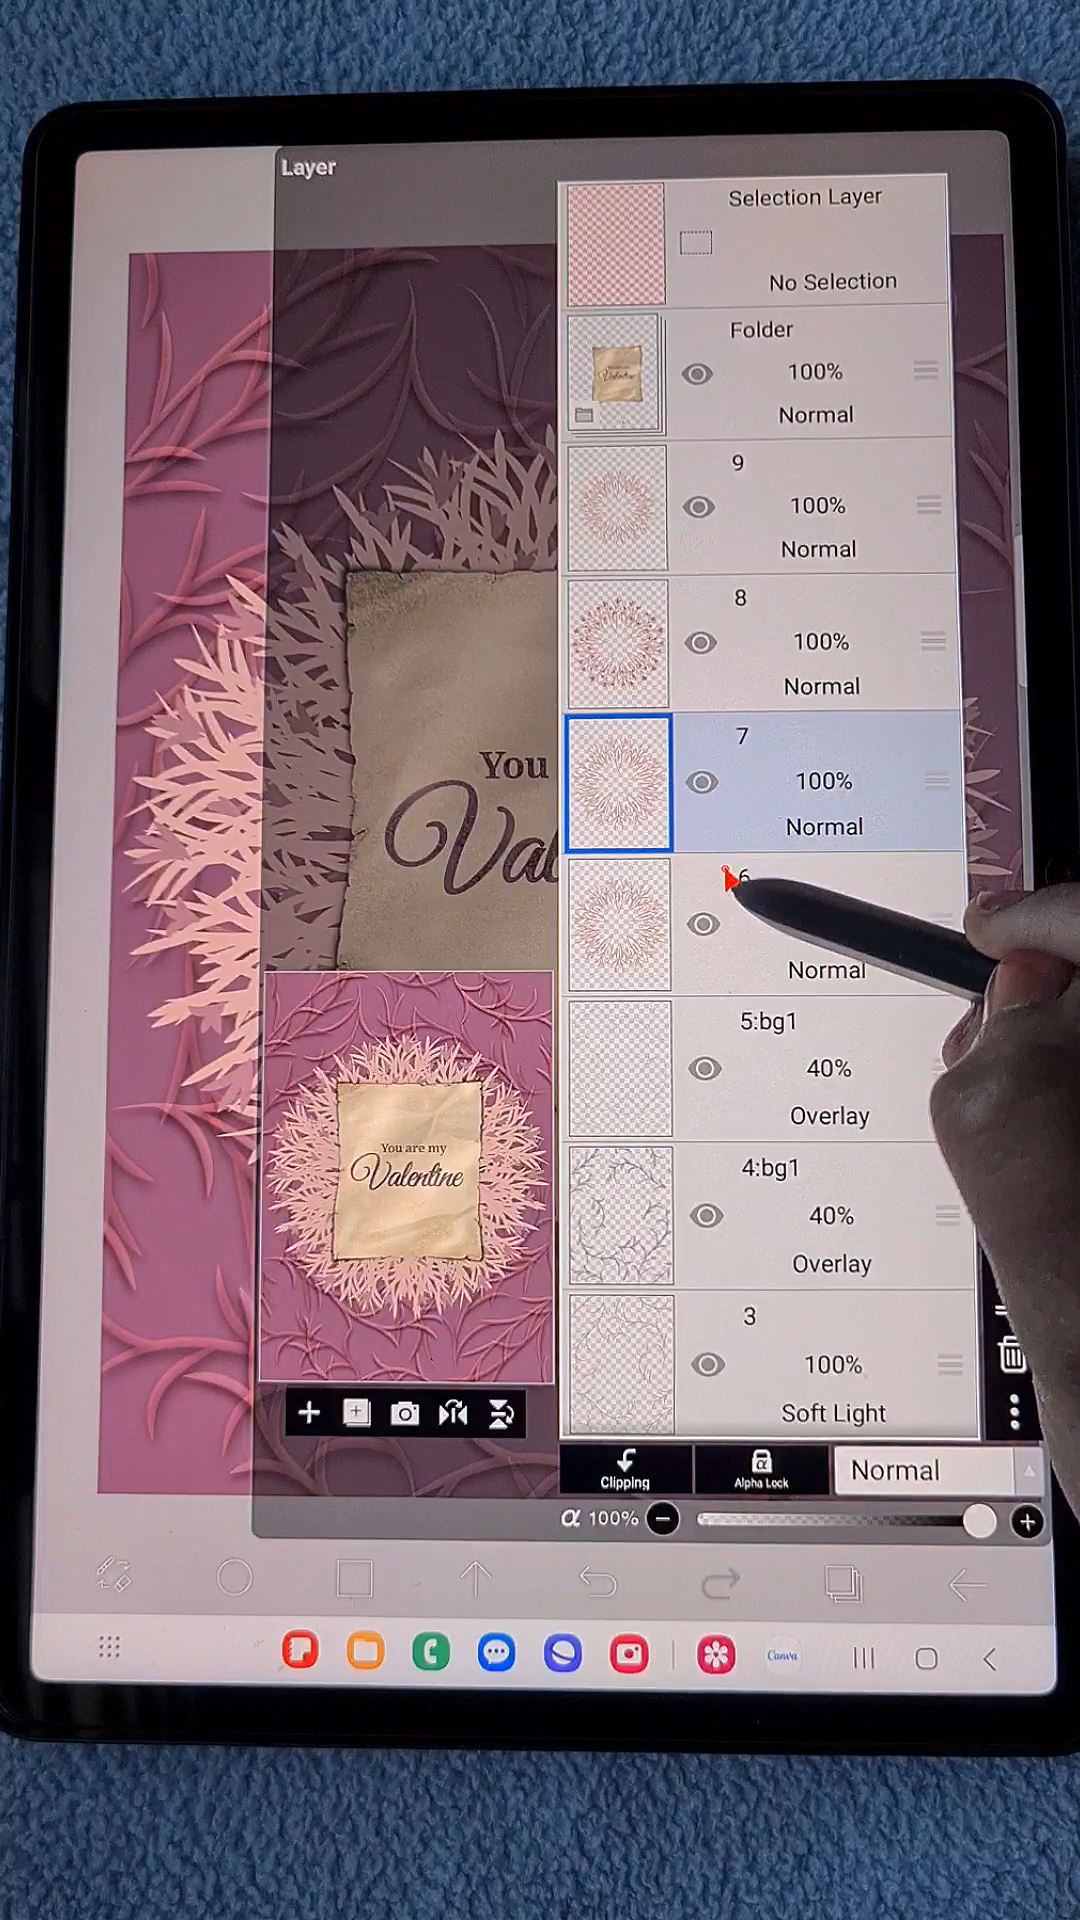 Layer
Selection Layer
No Selection
Folder
100%
Normal
9
100%
Normal
8
100%
Normal
7
100%
Normal
6
Normal
5:bg1
40%
Overlay
4:bg1
40%
Overlay
3
100%
Soft Light
You
Val
You are my
Valentine
Clipping
α
Alpha Lock
Normal
α 100%
Canva